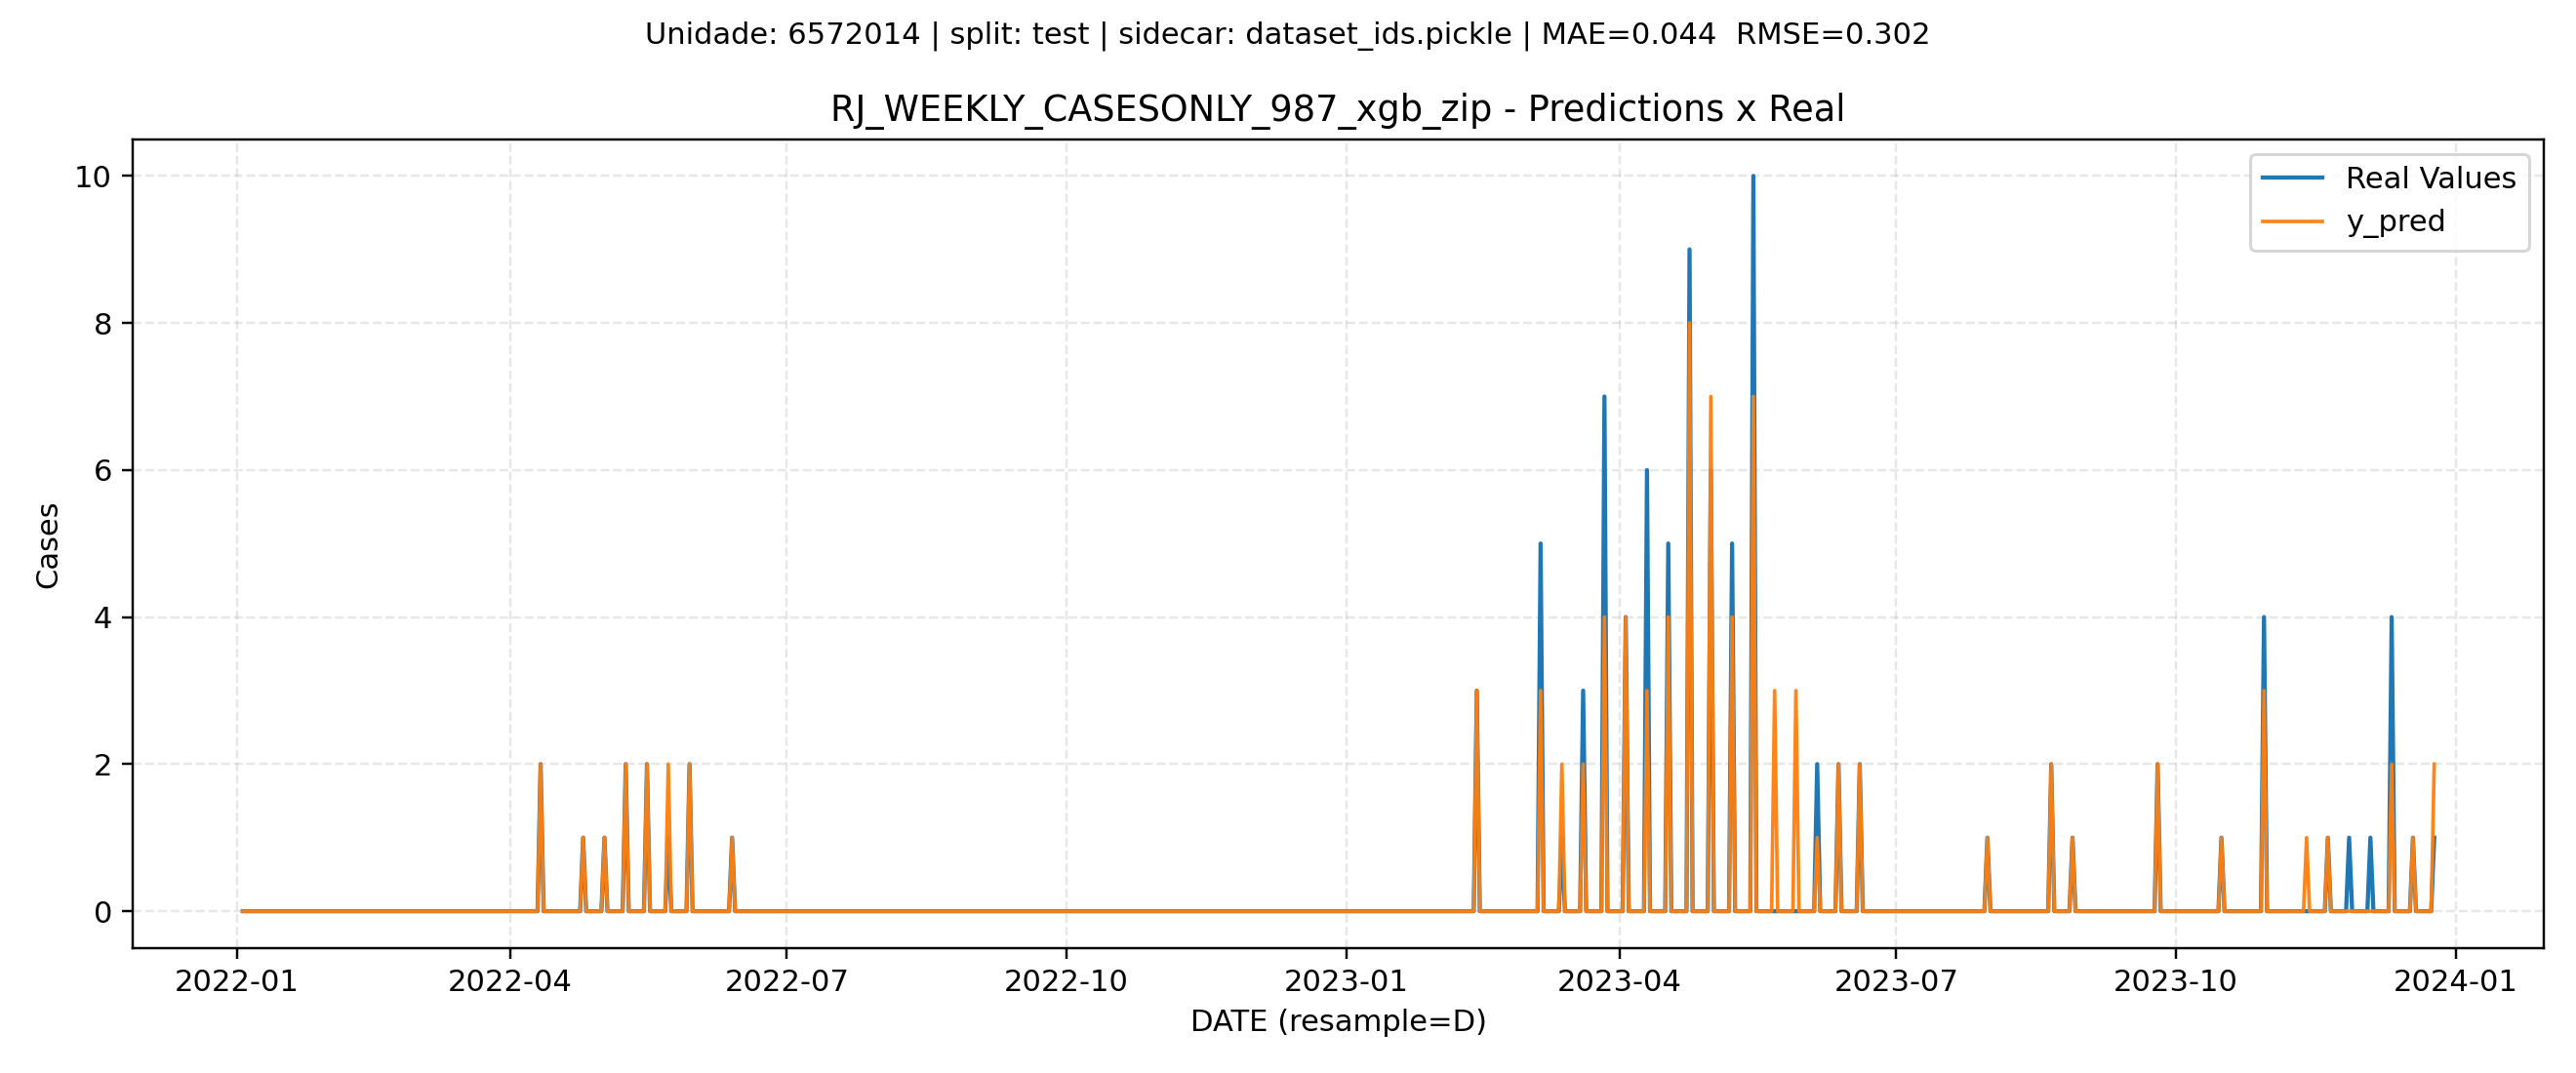 Unidade: 6572014 | split: test | sidecar: dataset_ids.pickle | MAE=0.044  RMSE=0.302
RJ_WEEKLY_CASESONLY_987_xgb_zip - Predictions x Real
Real Values
y_pred
10
8
6
4
2
0
Cases
2022-01
2022-04
2022-07
2022-10
2023-01
2023-04
2023-07
2023-10
2024-01
DATE (resample=D)